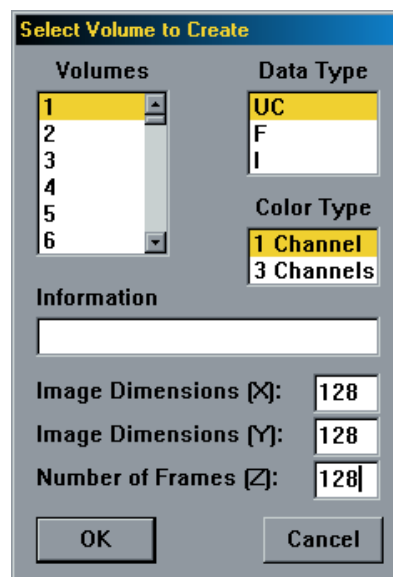 Select Volume to Create
Volumes
1
2
3
4
5
6
Data Type
UC
F
I
Color Type
1 Channel
3 Channels
Information
Image Dimensions (X): 128
Image Dimensions (Y): 128
Number of Frames (Z): 128
OK Cancel